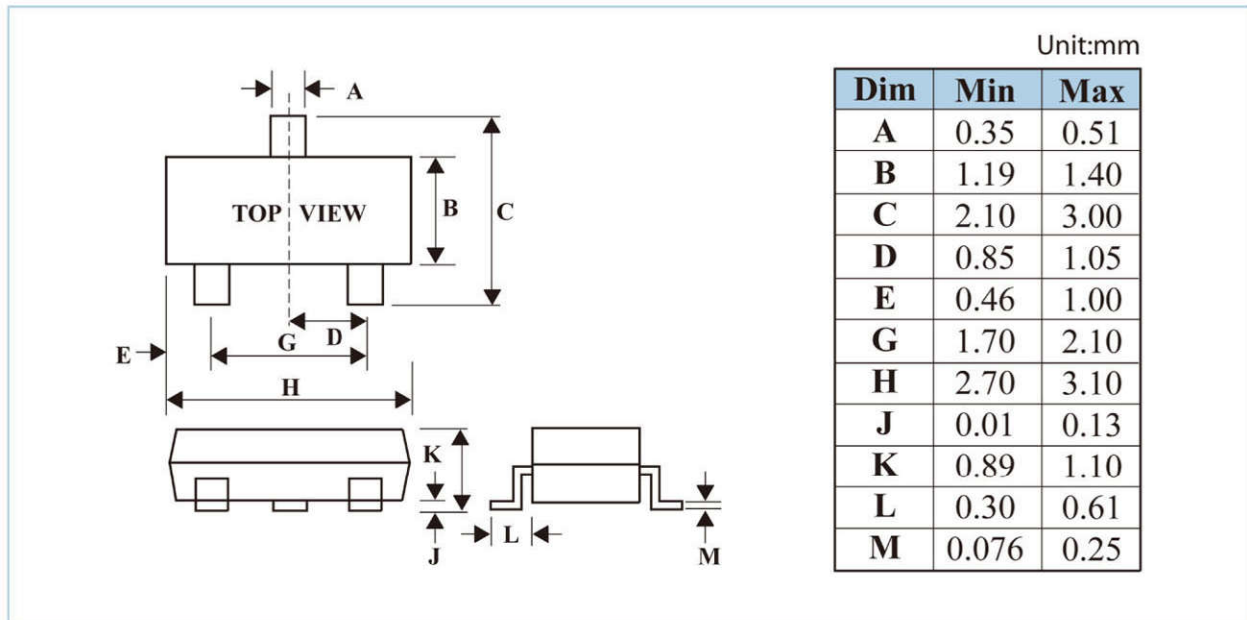 Unit:mm
A
TOP VIEW
B
C
D
G
E
H
K
J
L
M
Dim Min Max
A 0.35 0.51
B 1.19 1.40
C 2.10 3.00
D 0.85 1.05
E 0.46 1.00
G 1.70 2.10
H 2.70 3.10
J 0.01 0.13
K 0.89 1.10
L 0.30 0.61
M 0.076 0.25